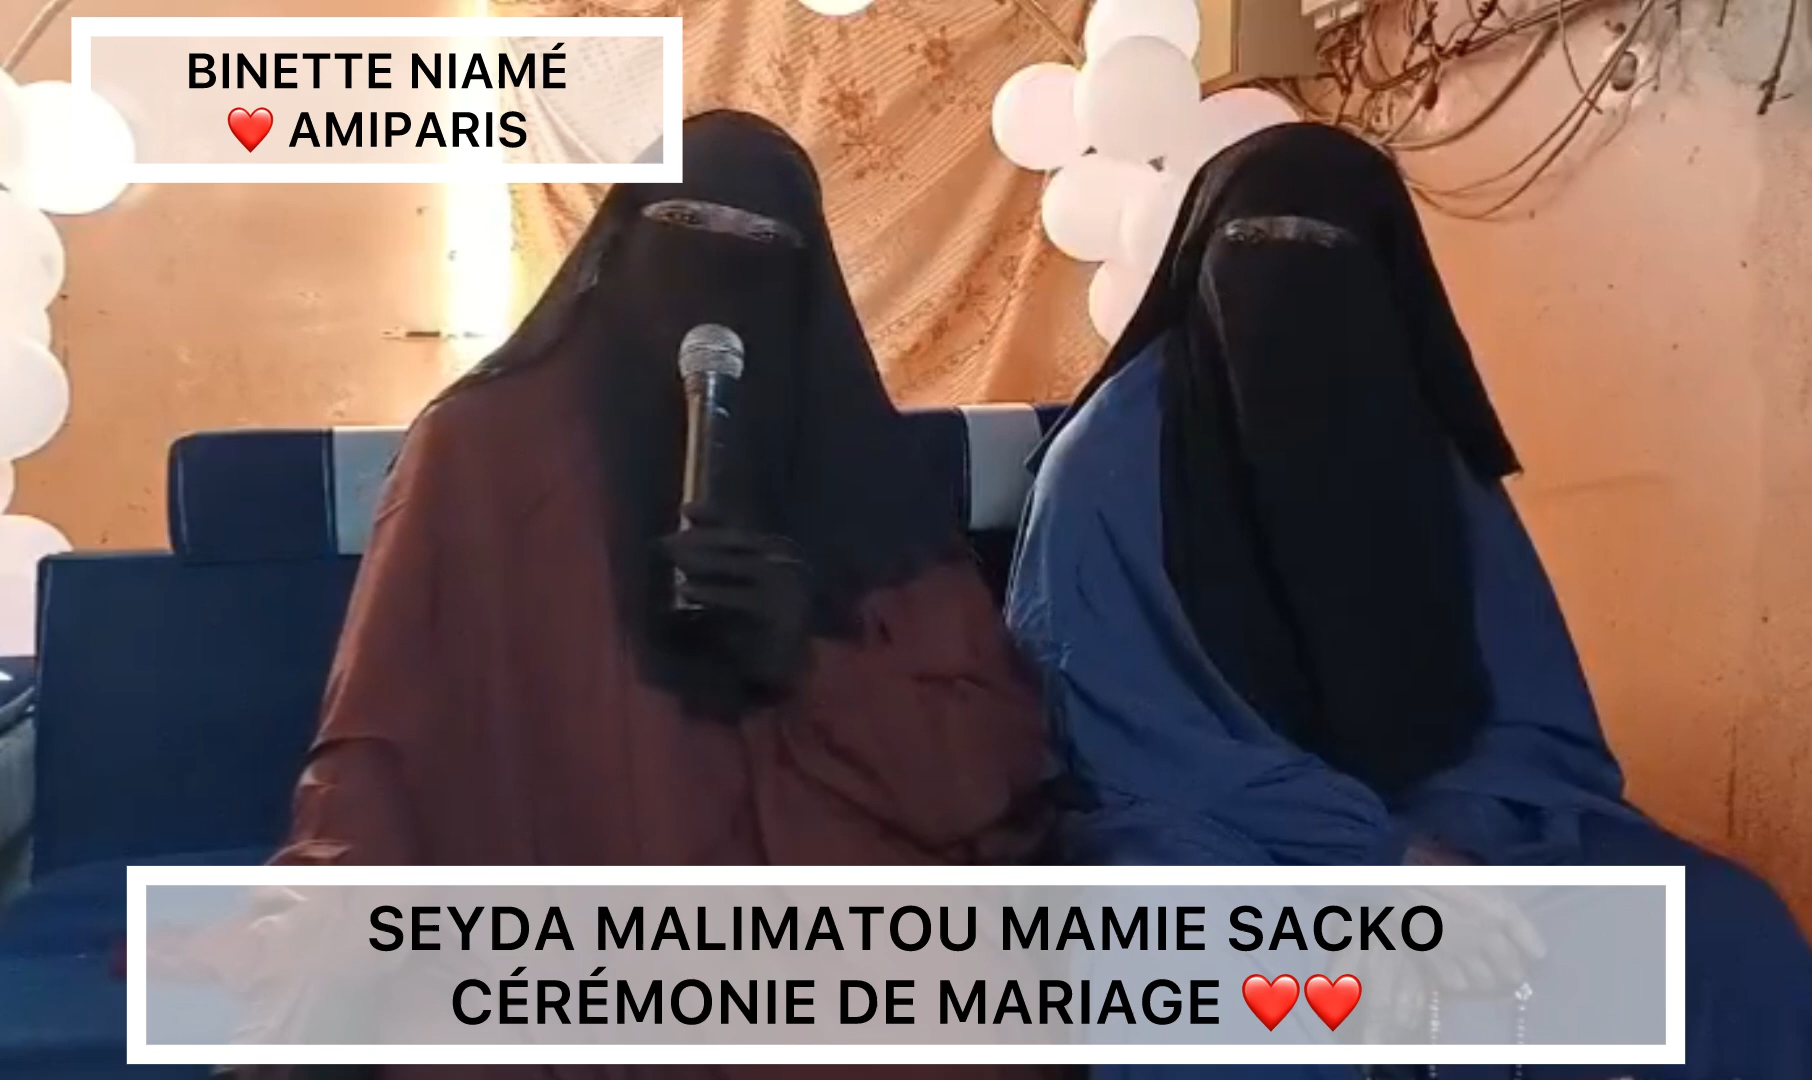 BINETTE NIAMÉ
❤️ AMIPARIS
SEYDA MALIMATOU MAMIE SACKO
CÉRÉMONIE DE MARIAGE ❤️❤️